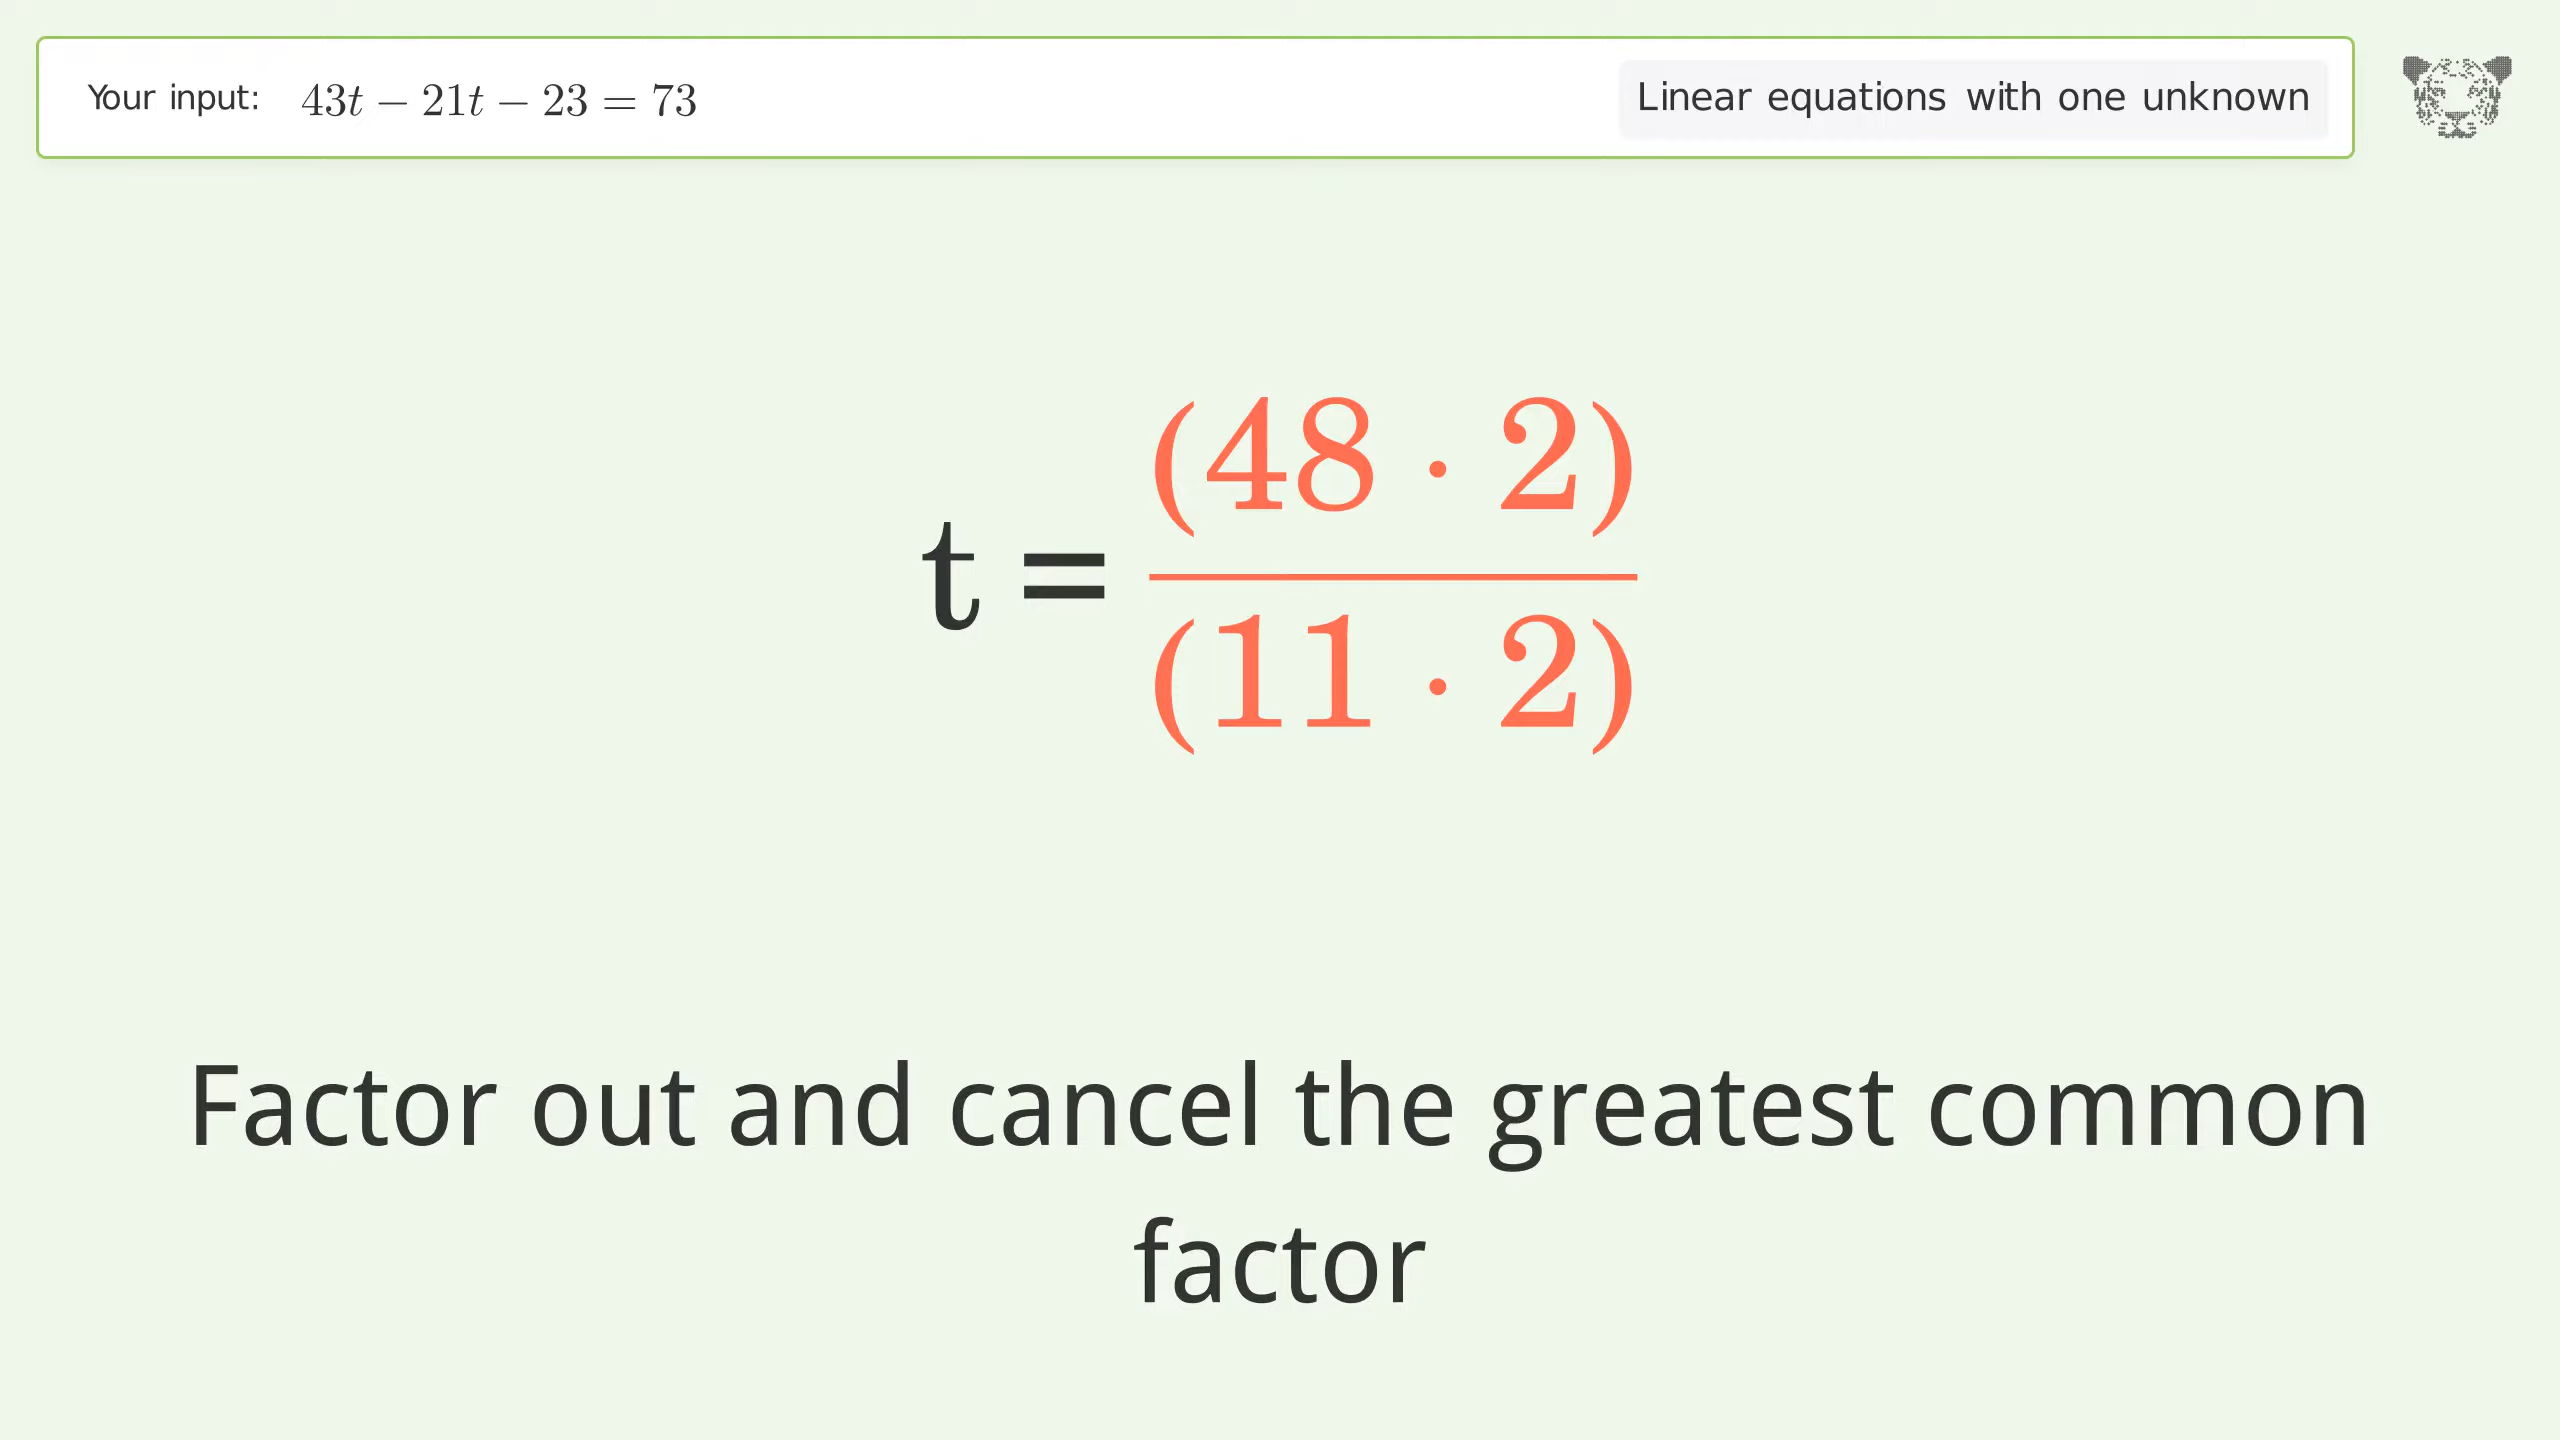 Your input: 43t − 21t − 23 = 73
Linear equations with one unknown
t = (48 · 2) / (11 · 2)
Factor out and cancel the greatest common
factor